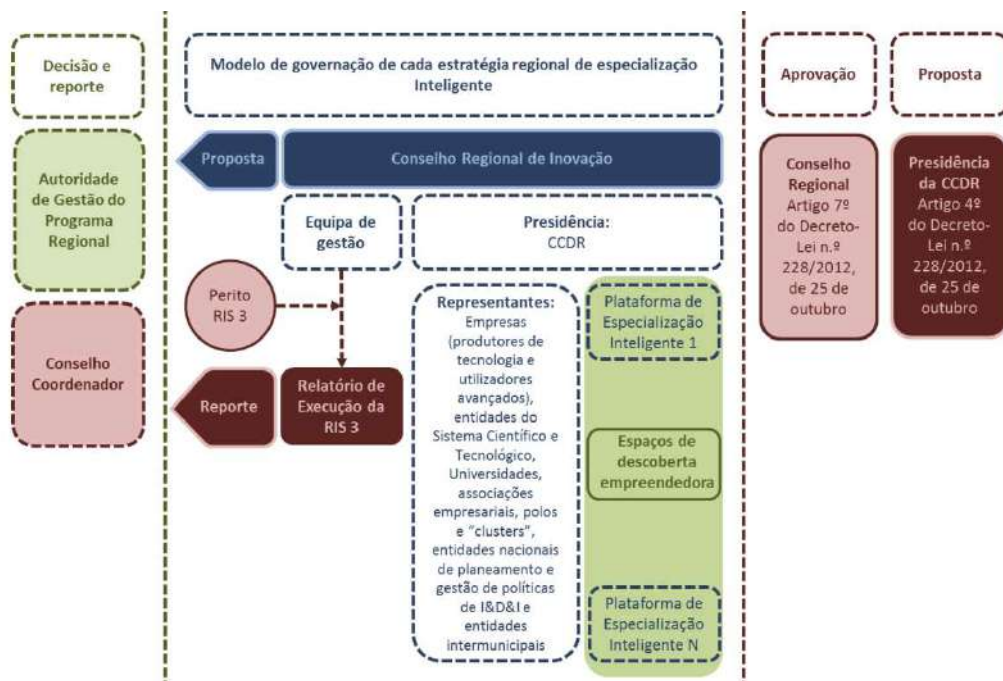 Decisão e
reporte
Autoridade
de Gestão do
Programa
Regional
Conselho
Coordenador
Modelo de governação de cada estratégia regional de especialização
Inteligente
Proposta
Conselho Regional de Inovação
Equipa de
gestão
Presidência:
CCDR
Perito
RIS 3
Reporte
Relatório de
Execução da
RIS 3
Representantes:
Empresas
(produtores de
tecnologia e
utilizadores
avançados),
entidades do
Sistema Científico e
Tecnológico,
Universidades,
associações
empresariais, polos
e “clusters”,
entidades nacionais
de planeamento e
gestão de políticas
de I&D&I e
entidades
intermunicipais
Plataforma de
Especialização
Inteligente 1
Espaços de
descoberta
empreendedora
Plataforma de
Especialização
Inteligente N
Aprovação
Conselho
Regional
Artigo 7º
do Decreto-
Lei n.º
228/2012,
de 25 de
outubro
Proposta
Presidência
da CCDR
Artigo 4º
do Decreto-
Lei n.º
228/2012,
de 25 de
outubro